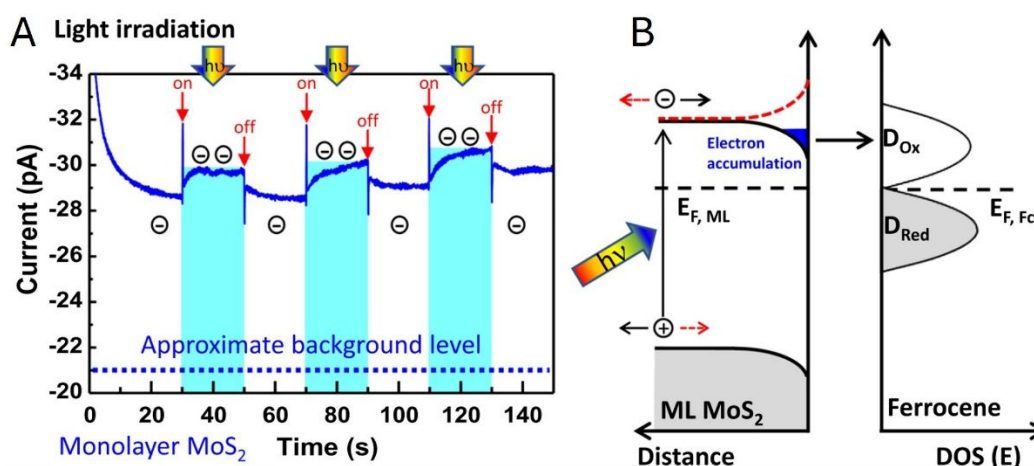 A Light irradiation
hυ hυ hυ
on on on
off off off
⊖⊖ ⊖⊖ ⊖⊖
⊖ ⊖ ⊖ ⊖
-34
-32
-30
-28
-26
-24
-22
-20
Current (pA)
Approximate background level
0 20 40 60 80 100 120 140
Monolayer MoS2 Time (s)
B
⊖
Electron
accumulation
EF, ML
hν
⊕
ML MoS2
Distance
DOx
EF, Fc
DRed
Ferrocene
DOS (E)